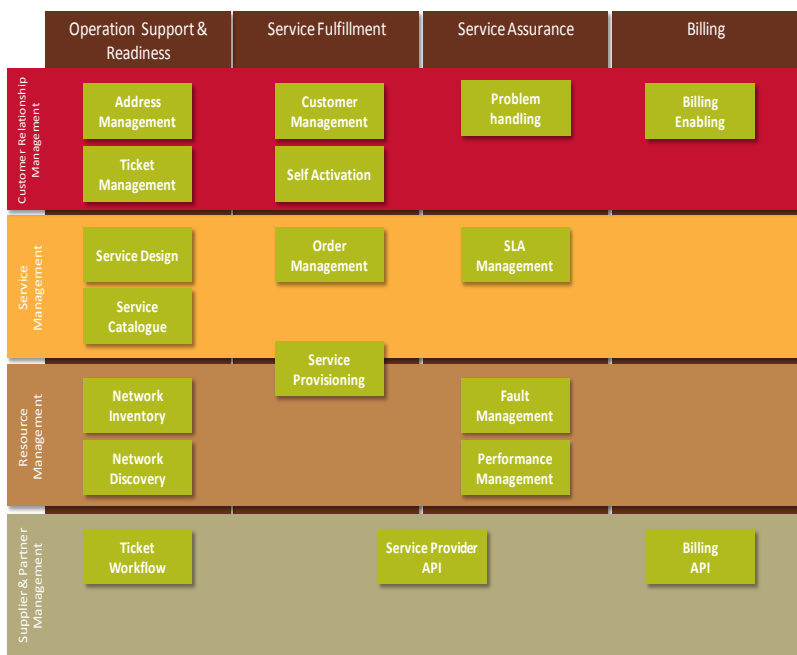 Operation Support &
Readiness
Service Fulfillment
Service Assurance
Billing
Customer Relationship
Management
Address
Management
Customer
Management
Problem
handling
Billing
Enabling
Ticket
Management
Self Activation
Service
Management
Service Design
Order
Management
SLA
Management
Service
Catalogue
Service
Provisioning
Resource
Management
Network
Inventory
Fault
Management
Network
Discovery
Performance
Management
Supplier & Partner
Management
Ticket
Workflow
Service Provider
API
Billing
API